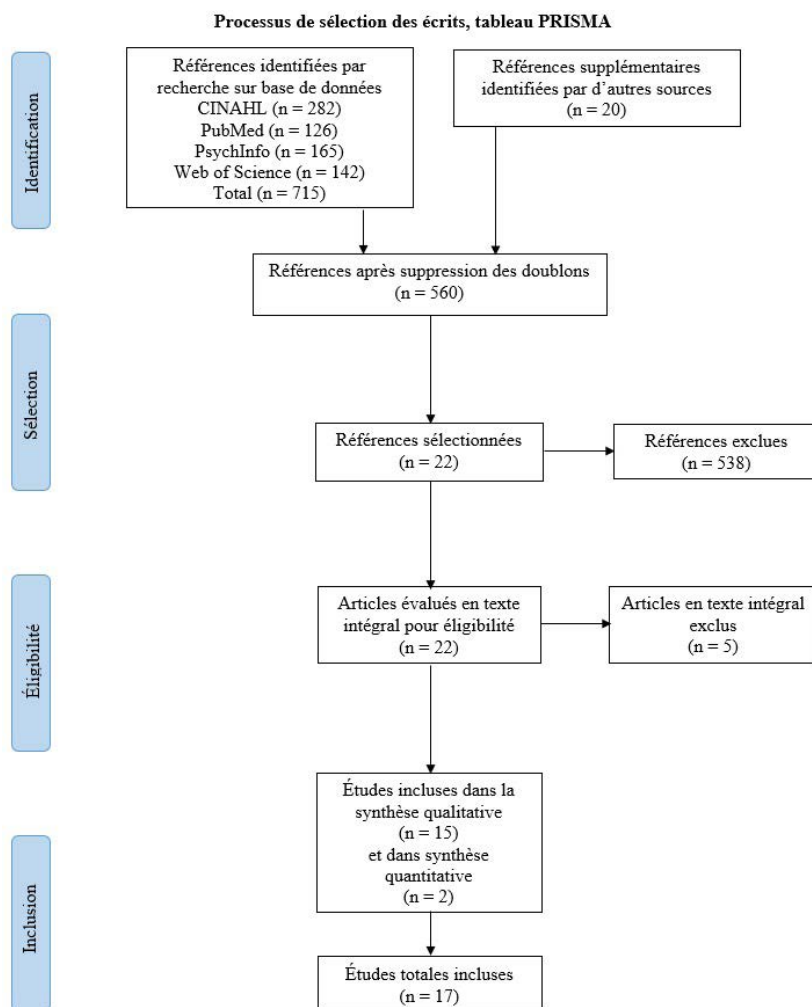 Processus de sélection des écrits, tableau PRISMA
Identification
Références identifiées par
recherche sur base de données
CINAHL (n = 282)
PubMed (n = 126)
PsychInfo (n = 165)
Web of Science (n = 142)
Total (n = 715)
Références supplémentaires
identifiées par d’autres sources
(n = 20)
Références après suppression des doublons
(n = 560)
Sélection
Références sélectionnées
(n = 22)
Références exclues
(n = 538)
Éligibilité
Articles évalués en texte
intégral pour éligibilité
(n = 22)
Articles en texte intégral
exclus
(n = 5)
Inclusion
Études incluses dans la
synthèse qualitative
(n = 15)
et dans synthèse
quantitative
(n = 2)
Études totales incluses
(n = 17)